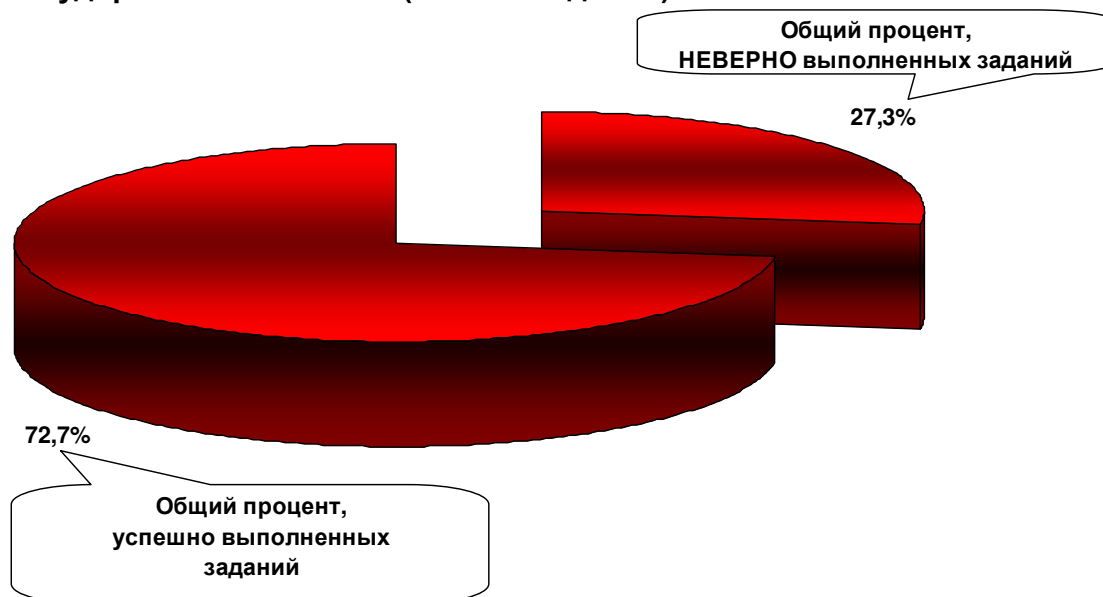 Общий процент,
НЕВЕРНО выполненных заданий
27,3%
72,7%
Общий процент,
успешно выполненных
заданий